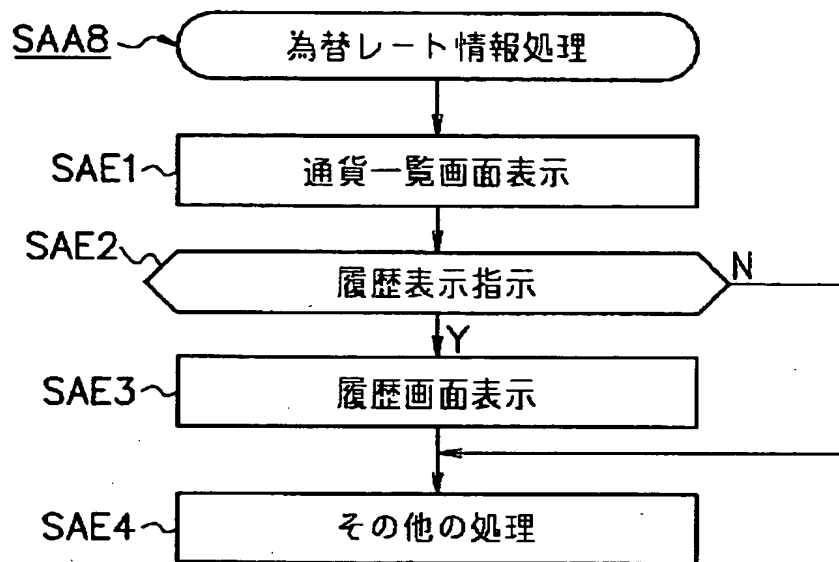 SAA8 為替レート情報処理
SAE1 通貨一覧画面表示
SAE2 履歴表示指示 N
Y
SAE3 履歴画面表示
SAE4 その他の処理